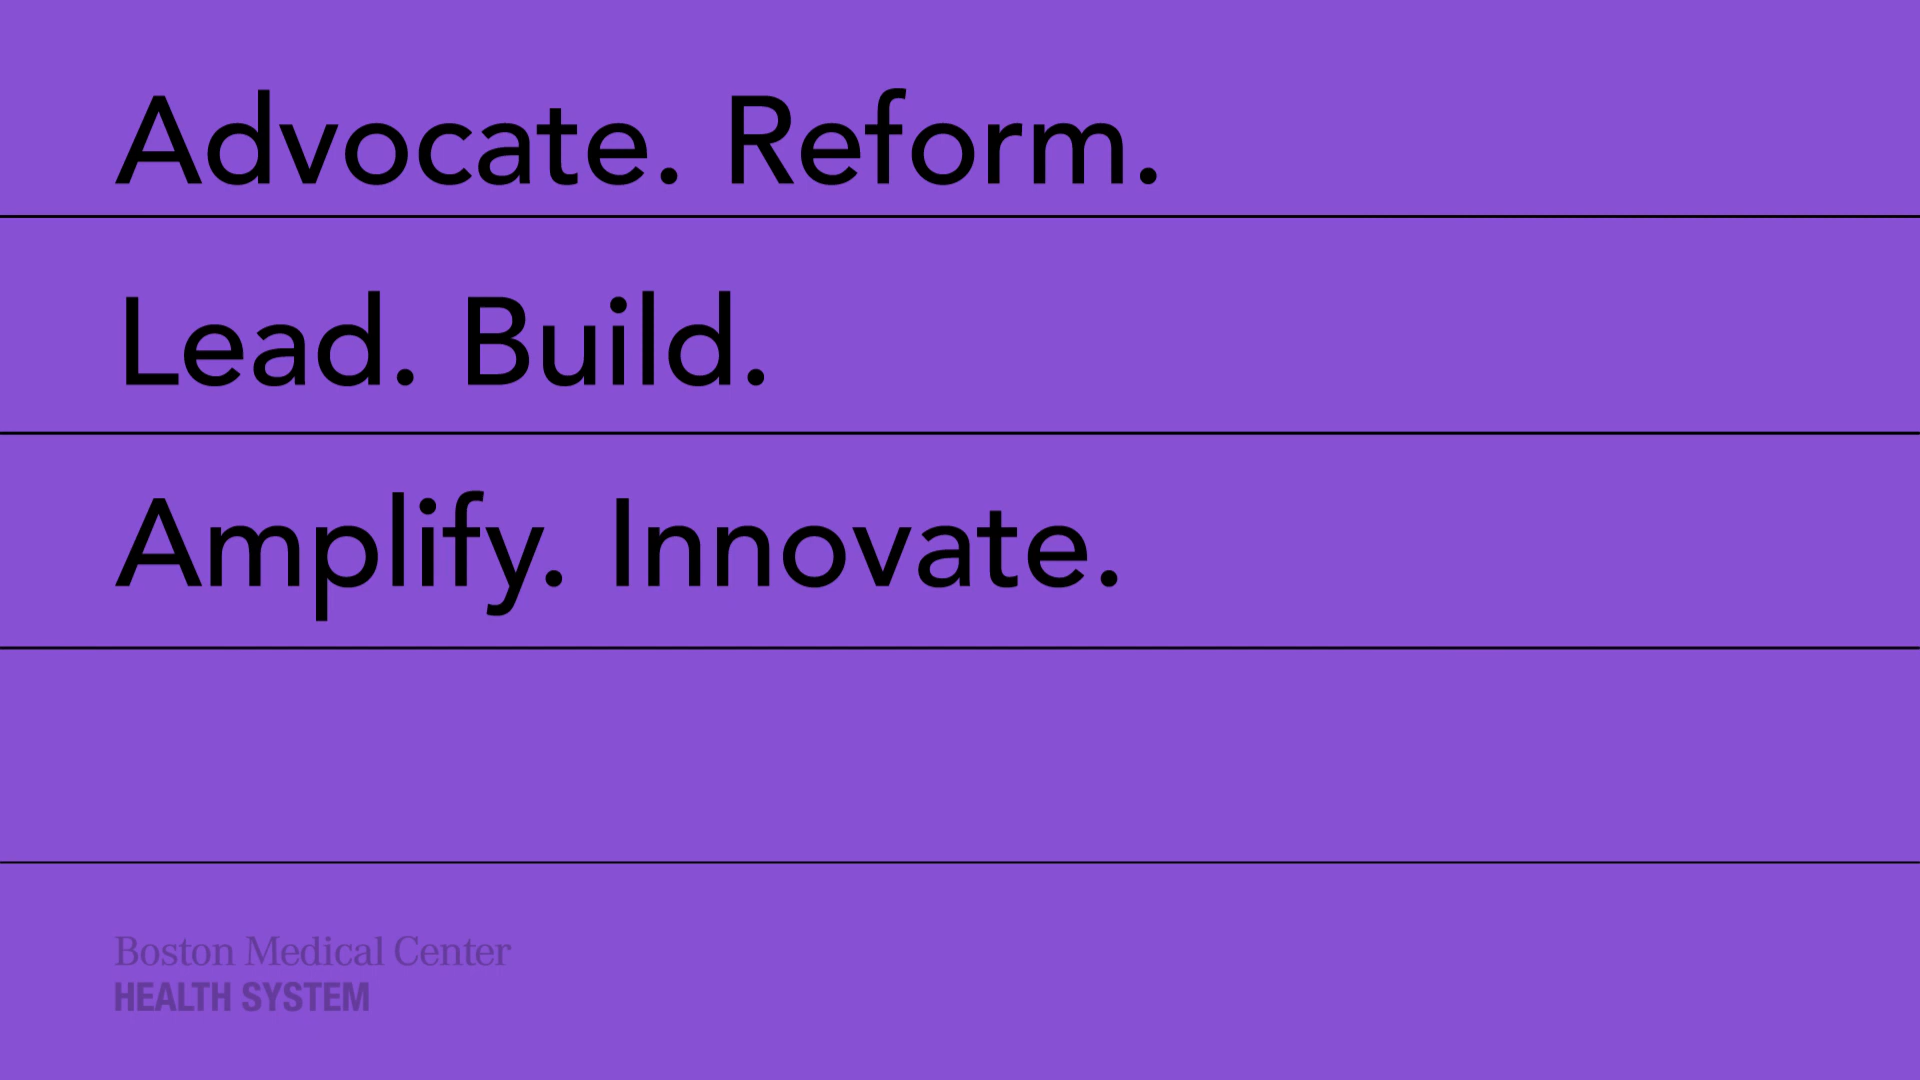 Advocate. Reform.
Lead. Build.
Amplify. Innovate.
Boston Medical Center
HEALTH SYSTEM